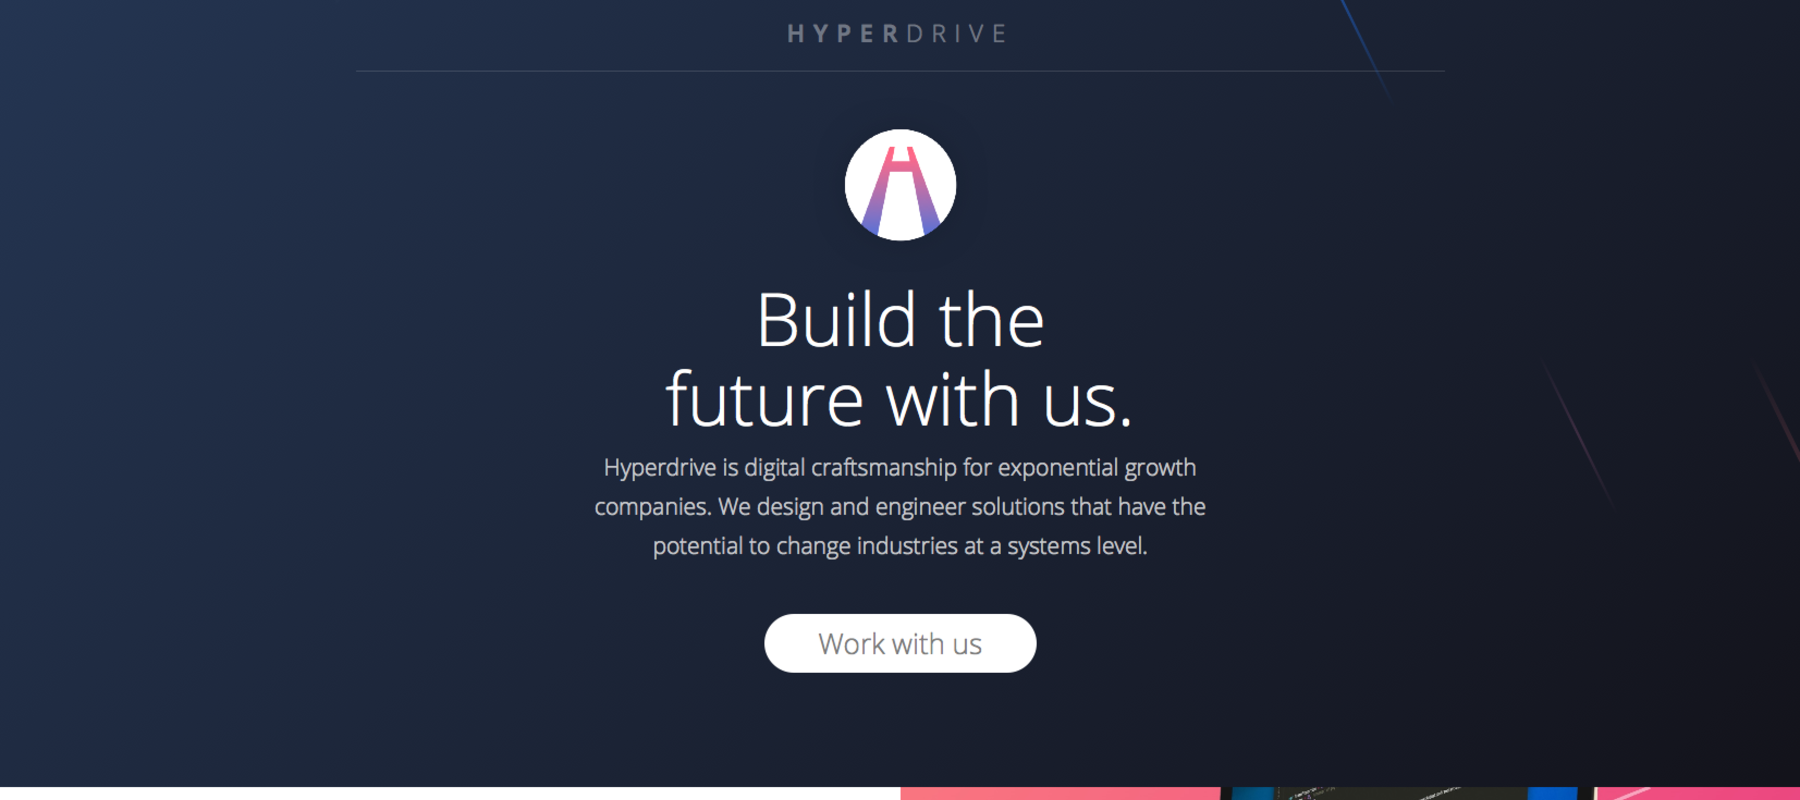 HYPERDRIVE
Build the
future with us.
Hyperdrive is digital craftsmanship for exponential growth
companies. We design and engineer solutions that have the
potential to change industries at a systems level.
Work with us